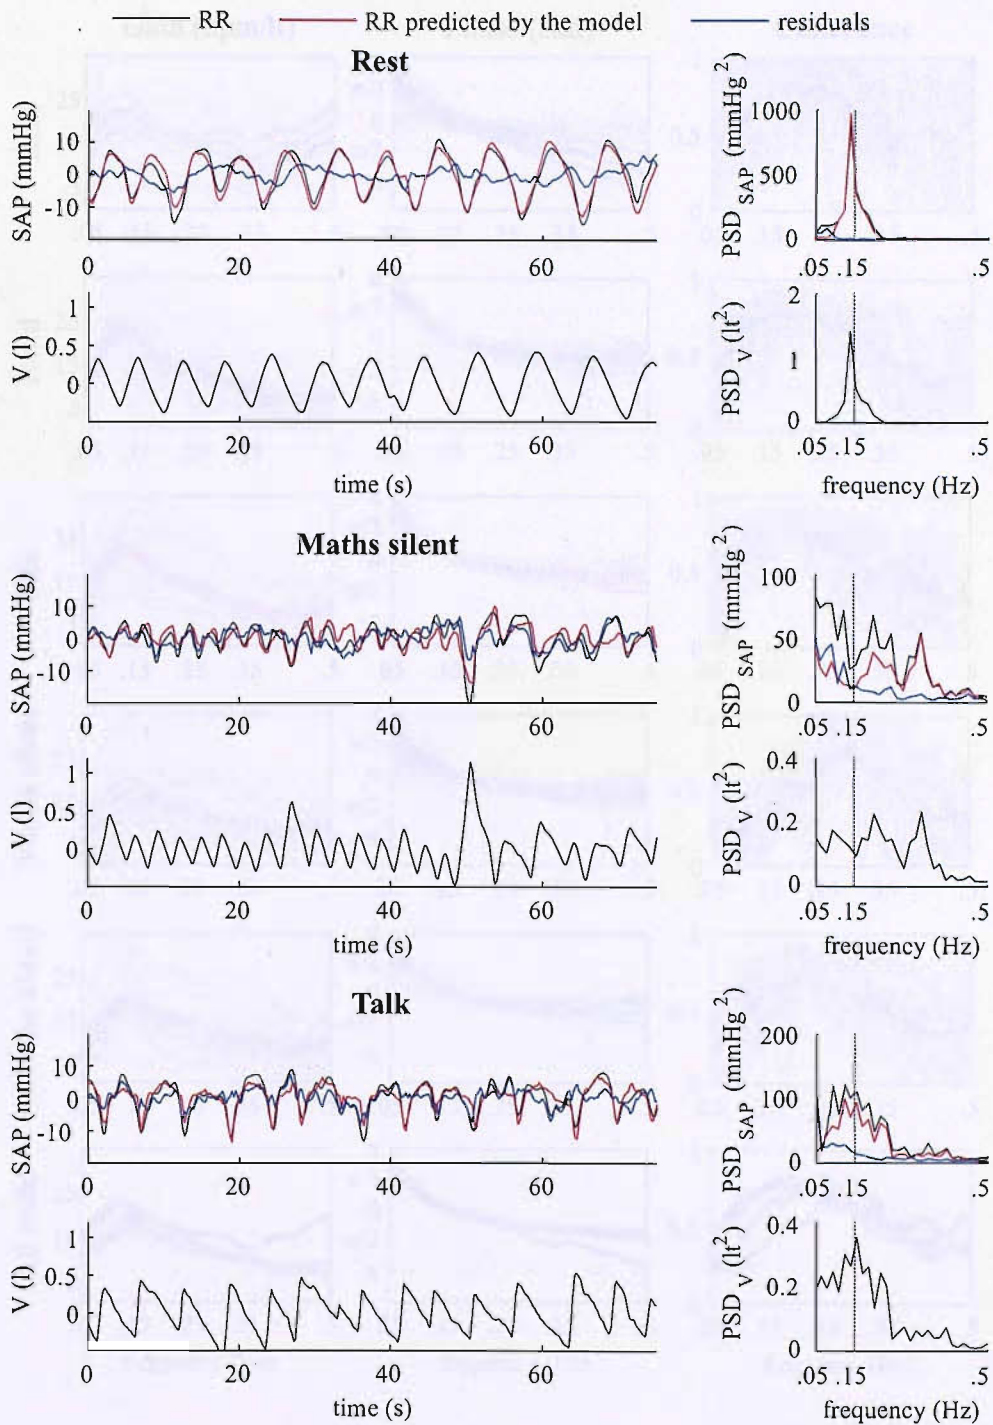 RR RR predicted by the model residuals
Rest
SAP (mmHg)
10
0
-10
0 20 40 60
PSD SAP (mmHg²)
1000
500
0
.05 .15 .5
V (l)
1
0.5
0
0 20 40 60
time (s)
PSD V (lt²)
2
1
0
.05 .15 .5
frequency (Hz)
Maths silent
SAP (mmHg)
10
0
-10
0 20 40 60
PSD SAP (mmHg²)
100
50
0
.05 .15 .5
V (l)
1
0.5
0
0 20 40 60
time (s)
PSD V (lt²)
0.4
0.2
0
.05 .15 .5
frequency (Hz)
Talk
SAP (mmHg)
10
0
-10
0 20 40 60
PSD SAP (mmHg²)
200
100
0
.05 .15 .5
V (l)
1
0.5
0
0 20 40 60
time (s)
PSD V (lt²)
0.4
0.2
0
.05 .15 .5
frequency (Hz)